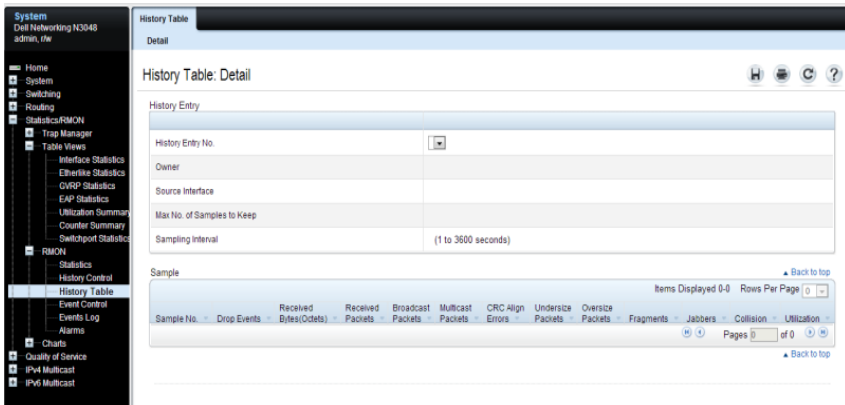 System
Dell Networking N3048
admin, r/w
Home
System
Switching
Routing
Statistics/RMON
Trap Manager
Table Views
Interface Statistics
Etherlike Statistics
GVRP Statistics
EAP Statistics
Utilization Summary
Counter Summary
Switchport Statistics
RMON
Statistics
History Control
History Table
Event Control
Events Log
Alarms
Charts
Quality of Service
IPv4 Multicast
IPv6 Multicast
History Table
Detail
History Table: Detail
?
History Entry
History Entry No.
Owner
Source Interface
Max No. of Samples to Keep
Sampling Interval (1 to 3600 seconds)
Sample
Back to top
Items Displayed 0-0 Rows Per Page 0
Sample No. Drop Events Received Bytes(Octets) Received Packets Broadcast Packets Multicast Packets CRC Align Errors Undersize Packets Oversize Packets Fragments Jabbers Collision Utilization
Pages 0 of 0
Back to top